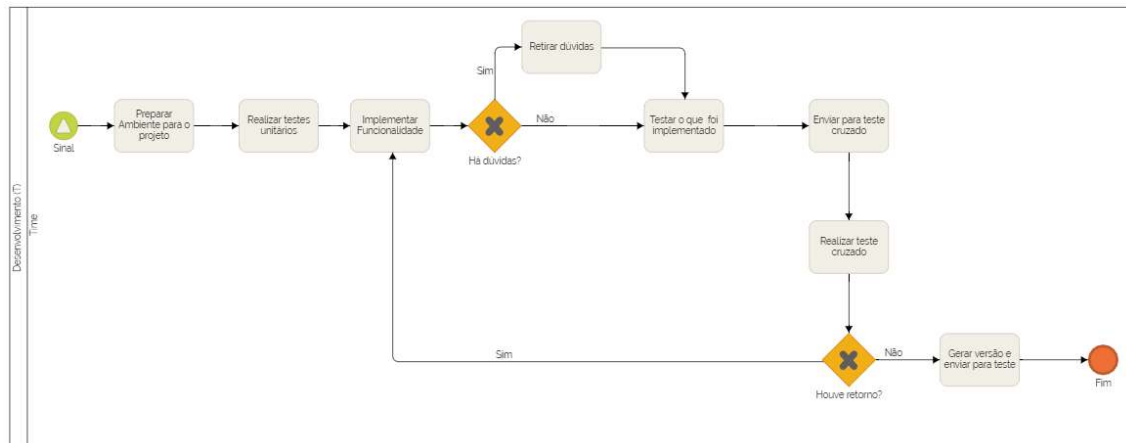 Desenvolvimento (T)
Time
Sinal
Preparar
Ambiente para o
projeto
Realizar testes
unitários
Implementar
Funcionalidade
Há dúvidas?
Sim
Retirar dúvidas
Não
Testar o que foi
implementado
Enviar para teste
cruzado
Realizar teste
cruzado
Houve retorno?
Sim
Não
Gerar versão e
enviar para teste
Fim